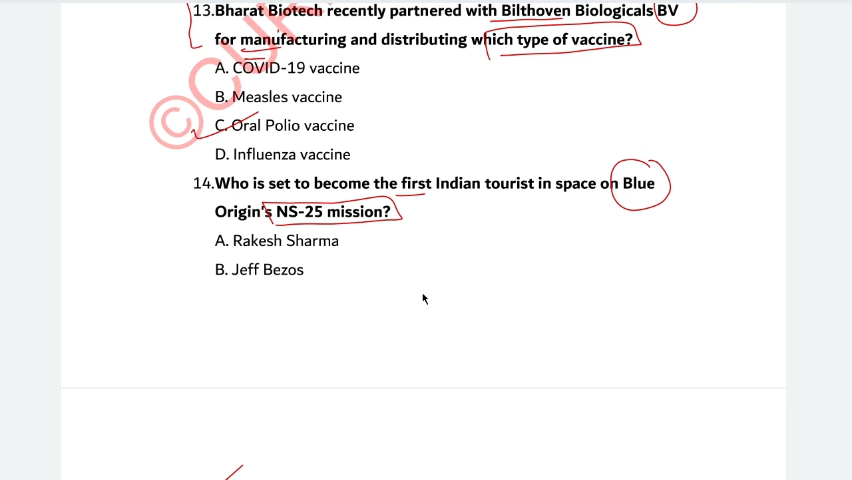 13.Bharat Biotech recently partnered with Bilthoven Biologicals BV
for manufacturing and distributing which type of vaccine?
A. COVID-19 vaccine
B. Measles vaccine
C. Oral Polio vaccine
D. Influenza vaccine
14.Who is set to become the first Indian tourist in space on Blue
Origin's NS-25 mission?
A. Rakesh Sharma
B. Jeff Bezos